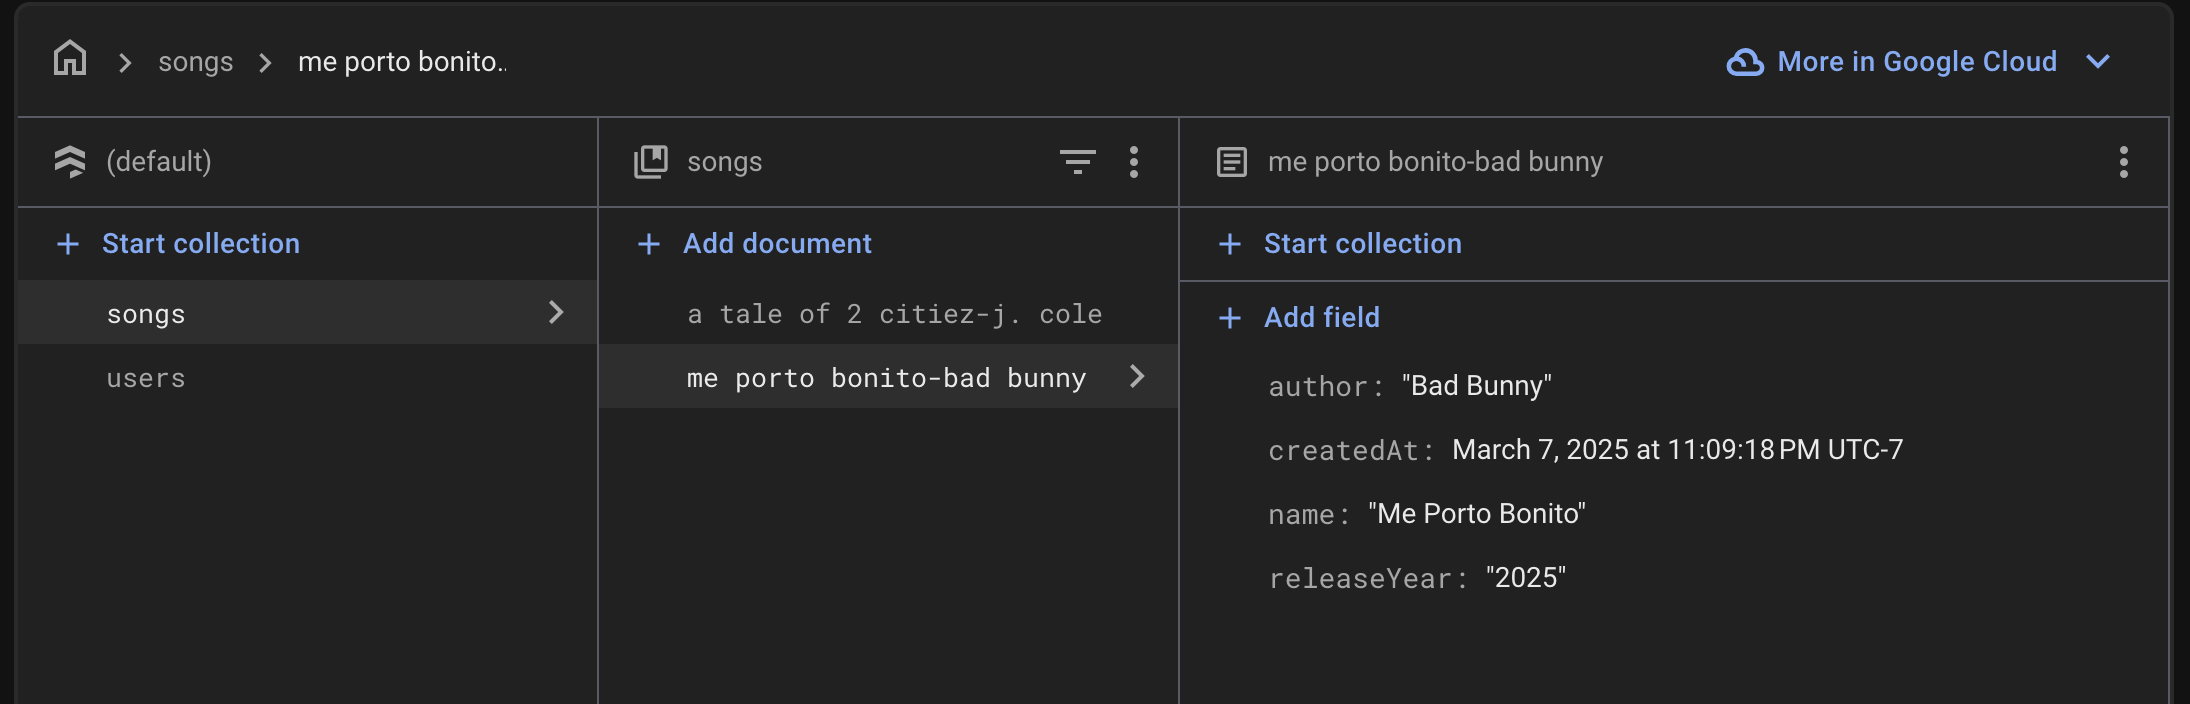 songs me porto bonito..
More in Google Cloud
(default)
songs
me porto bonito-bad bunny
+ Start collection
+ Add document
+ Start collection
songs
users
a tale of 2 citiez-j. cole
me porto bonito-bad bunny
+ Add field
author: "Bad Bunny"
createdAt: March 7, 2025 at 11:09:18 PM UTC-7
name: "Me Porto Bonito"
releaseYear: "2025"